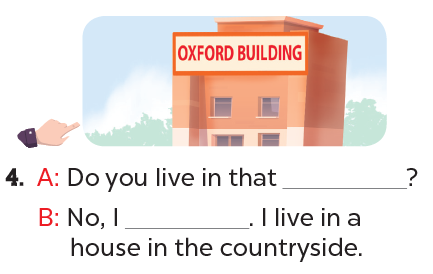 OXFORD BUILDING
4. A: Do you live in that __________?
B: No, I __________. I live in a
house in the countryside.